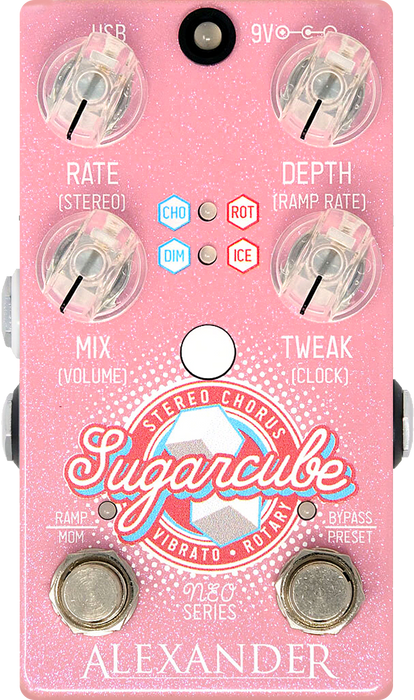 USB
9V
RATE
(STEREO)
DEPTH
(RAMP RATE)
CHO
ROT
DIM
ICE
MIX
(VOLUME)
TWEAK
(CLOCK)
STEREO CHORUS
Sugarcube
VIBRATO • ROTARY
RAMP
MOM
BYPASS
PRESET
NEO
SERIES
ALEXANDER